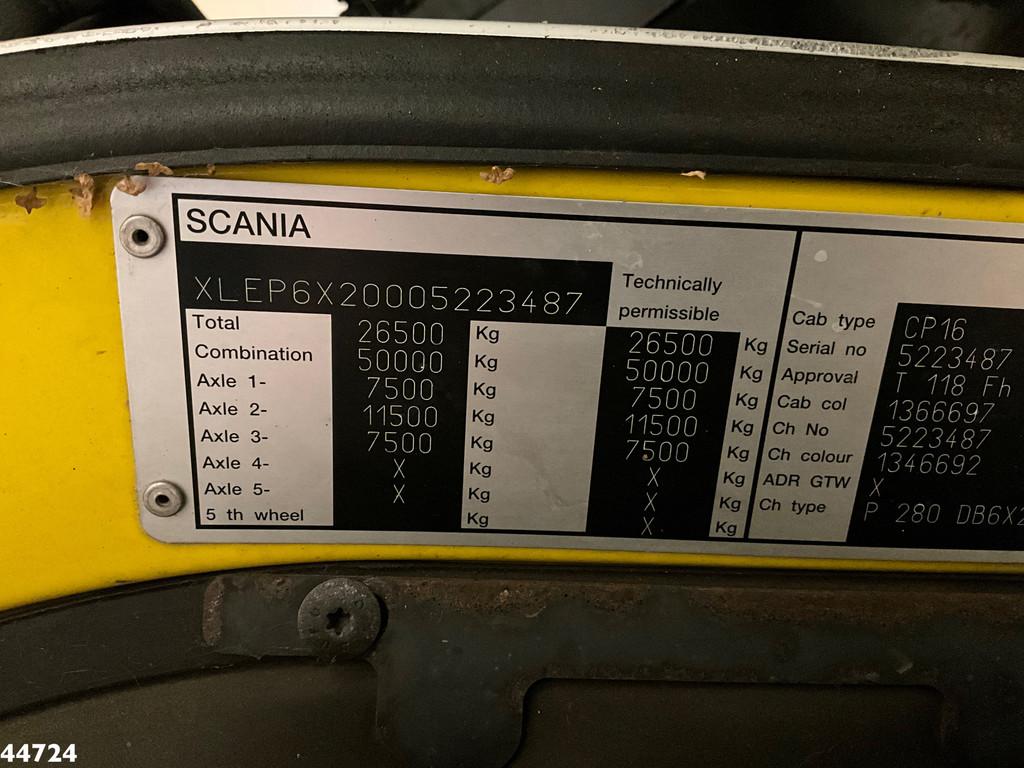 SCANIA
XLEP6X20005223487
Technically
permissible
Total 26500 Kg 26500 Kg
Combination 50000 Kg 50000 Kg
Axle 1- 7500 Kg 7500 Kg
Axle 2- 11500 Kg 11500 Kg
Axle 3- 7500 Kg 7500 Kg
Axle 4- X Kg X Kg
Axle 5- X Kg X Kg
5 th wheel Kg X Kg
Cab type CP16
Serial no 5223487
Approval T 118 Fh
Cab col 1366697
Ch No 5223487
Ch colour 1346692
ADR GTW X
Ch type P 280 DB6X2
44724